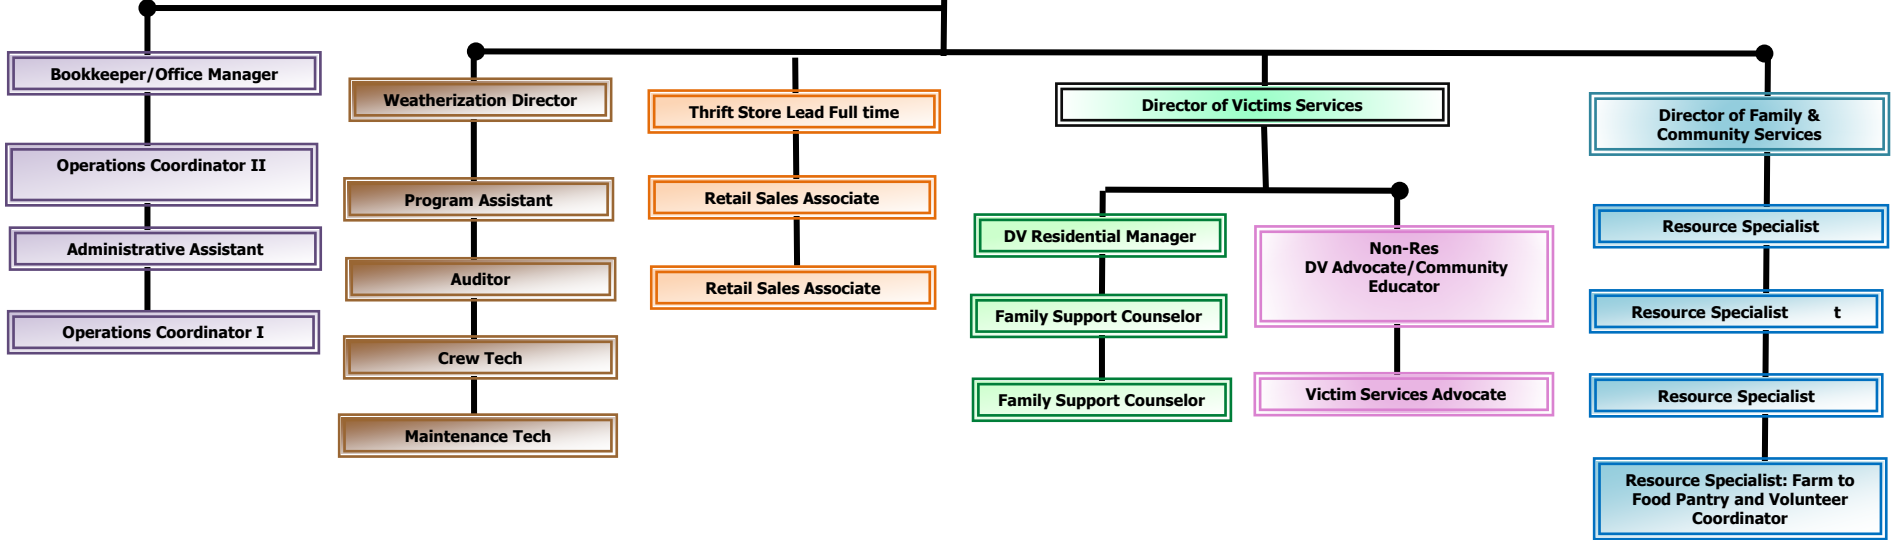 Bookkeeper/Office Manager
Operations Coordinator II
Administrative Assistant
Operations Coordinator I
Weatherization Director
Program Assistant
Auditor
Crew Tech
Maintenance Tech
Thrift Store Lead Full time
Retail Sales Associate
Retail Sales Associate
Director of Victims Services
DV Residential Manager
Family Support Counselor
Family Support Counselor
Non-Res
DV Advocate/Community
Educator
Victim Services Advocate
Director of Family &
Community Services
Resource Specialist
Resource Specialist t
Resource Specialist
Resource Specialist: Farm to
Food Pantry and Volunteer
Coordinator